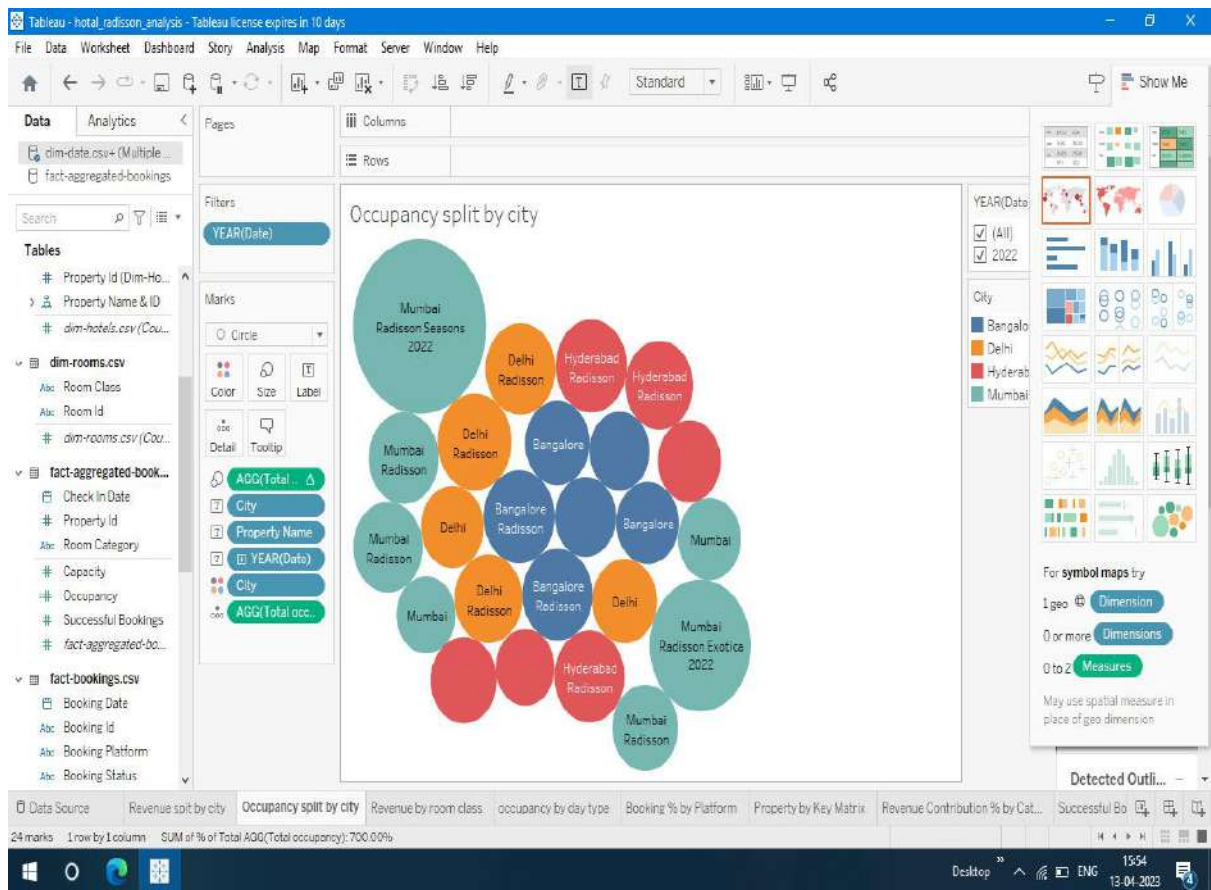 Tableau - hotal_radisson_analysis - Tableau license expires in 10 days
File Data Worksheet Dashboard Story Analysis Map Format Server Window Help
Standard
Show Me
Data Analytics
dim-date.csv+ (Multiple ...
fact-aggregated-bookings
Search
Tables
Property Id (Dim-Ho...
Property Name & ID
dim-hotels.csv (Cou...
dim-rooms.csv
Abc Room Class
Abc Room Id
dim-rooms.csv (Cou...
fact-aggregated-book...
Check In Date
Property Id
Abc Room Category
Capacity
Occupancy
Successful Bookings
fact-aggregated-bo...
fact-bookings.csv
Booking Date
Abc Booking Id
Abc Booking Platform
Abc Booking Status
Pages
Filters
YEAR(Date)
Marks
Circle
Color Size Label
Detail Tooltip
AGG(Total ..
City
Property Name
YEAR(Date)
City
AGG(Total occ..
Columns
Rows
Occupancy split by city
Mumbai
Radisson Seasons
2022
Delhi
Radisson
Hyderabad
Radisson
Hyderabad
Radisson
Mumbai
Radisson
Delhi
Radisson
Bangalore
Mumbai
Radisson
Delhi
Bangalore
Radisson
Bangalore
Mumbai
Mumbai
Delhi
Radisson
Bangalore
Radisson
Delhi
Mumbai
Radisson Exotica
2022
Hyderabad
Radisson
Mumbai
Radisson
YEAR(Date
(All)
2022
City
Bangalo
Delhi
Hyderab
Mumbai
For symbol maps try
1 geo Dimension
0 or more Dimensions
0 to 2 Measures
May use spatial measure in
place of geo dimension
Detected Outli...
Data Source Revenue spit by city Occupancy split by city Revenue by room class occupancy by day type Booking % by Platform Property by Key Matrix Revenue Contribution % by Cat... Successful Bo
24 marks 1 row by 1 column SUM of % of Total AGG(Total occupancy): 700.00%
Desktop ENG 15:54
13-04-2023